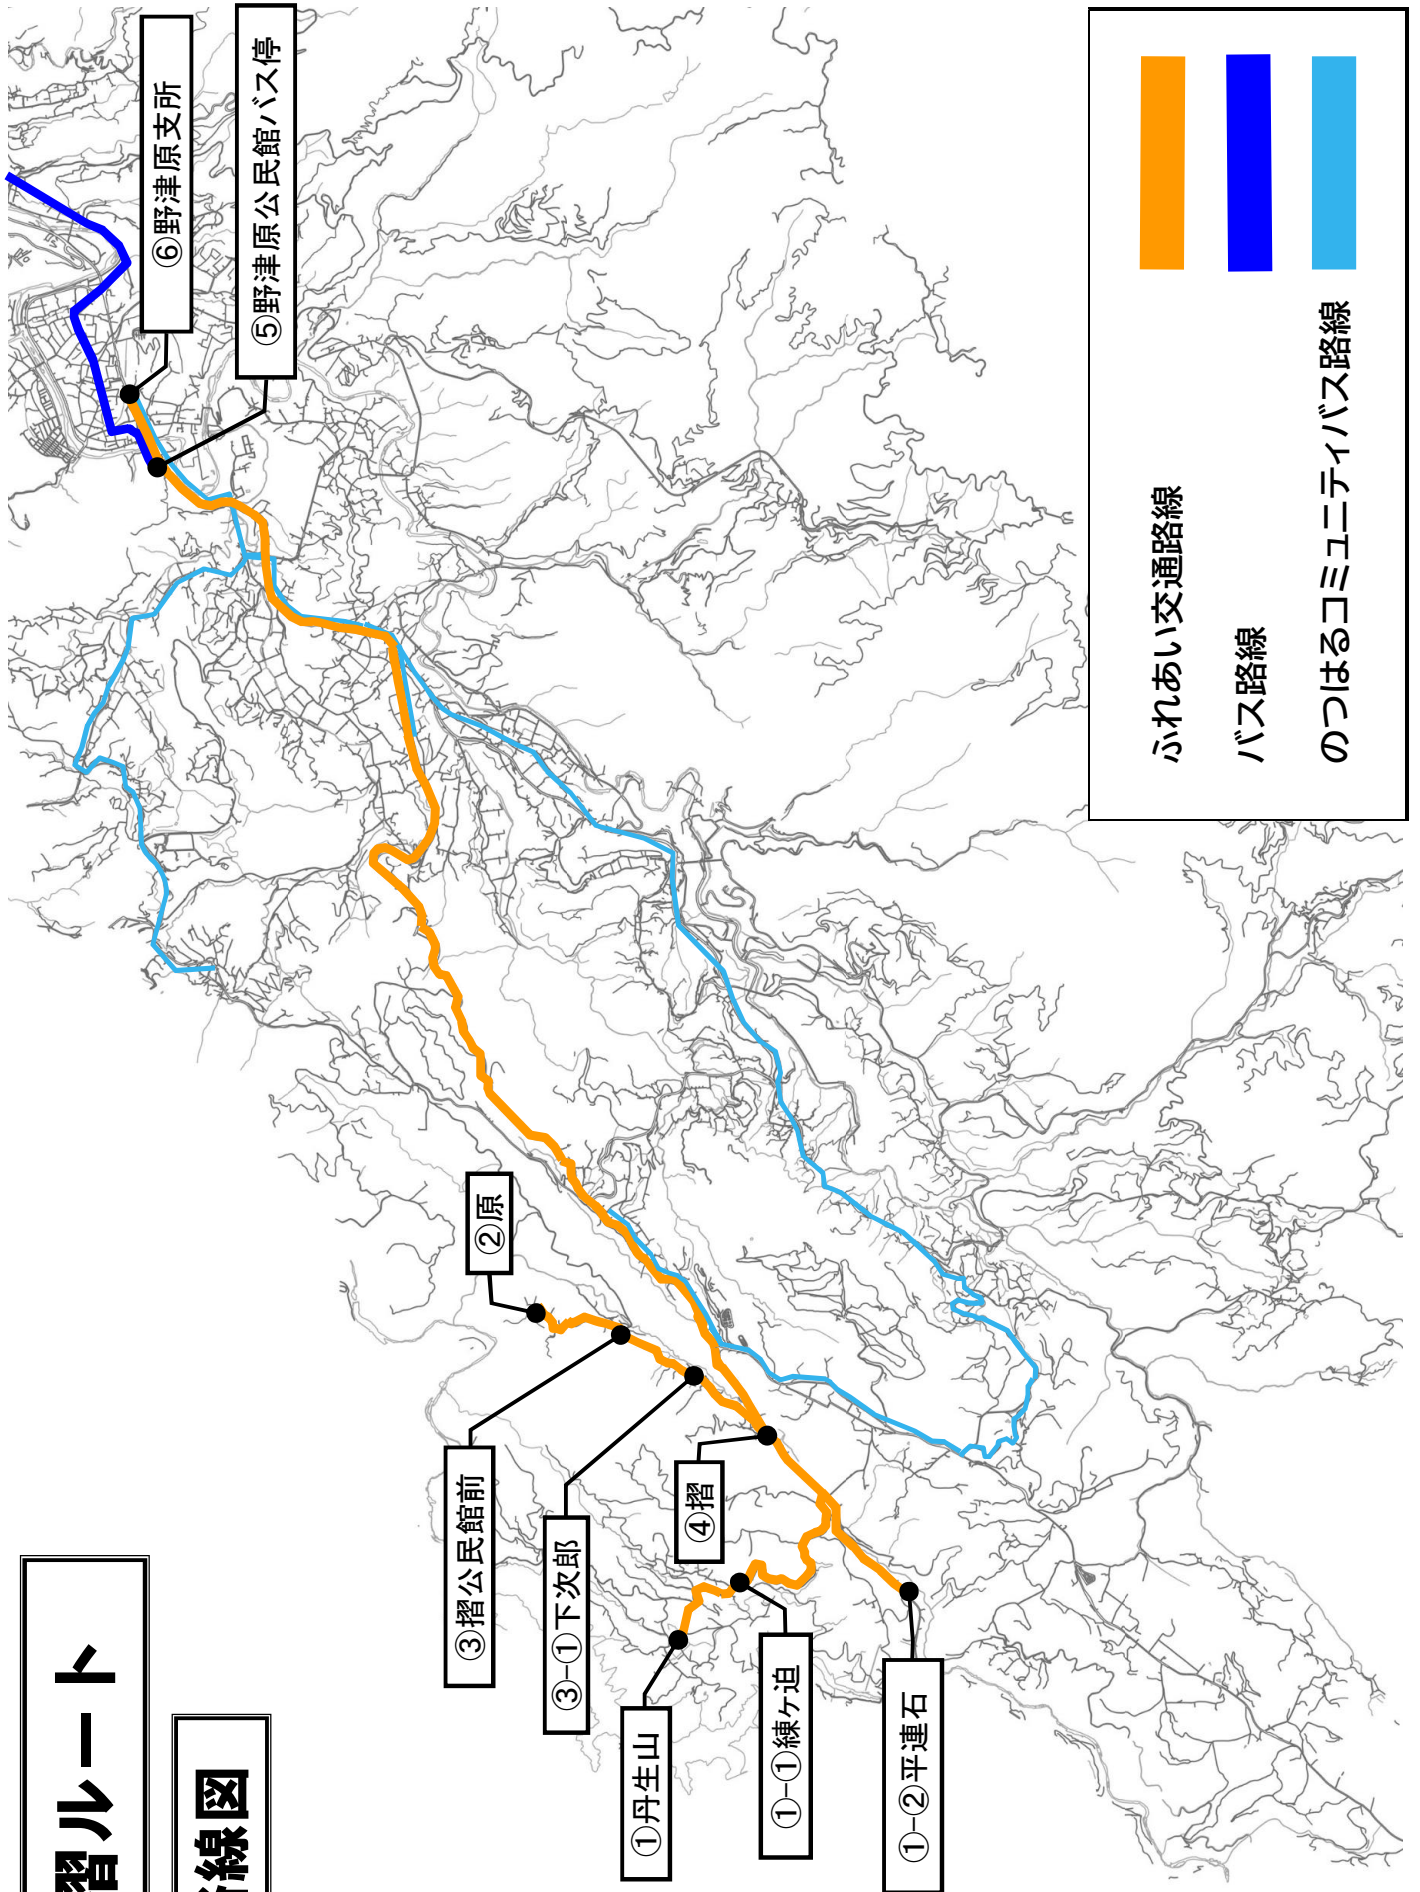 摺ルート
線図
①丹生山
①-①練ヶ迫
①-②平連石
③摺公民館前
③-①下次郎
④摺
②原
⑥野津原支所
⑤野津原公民館バス停
ふれあい交通路線
バス路線
のつはるコミュニティバス路線